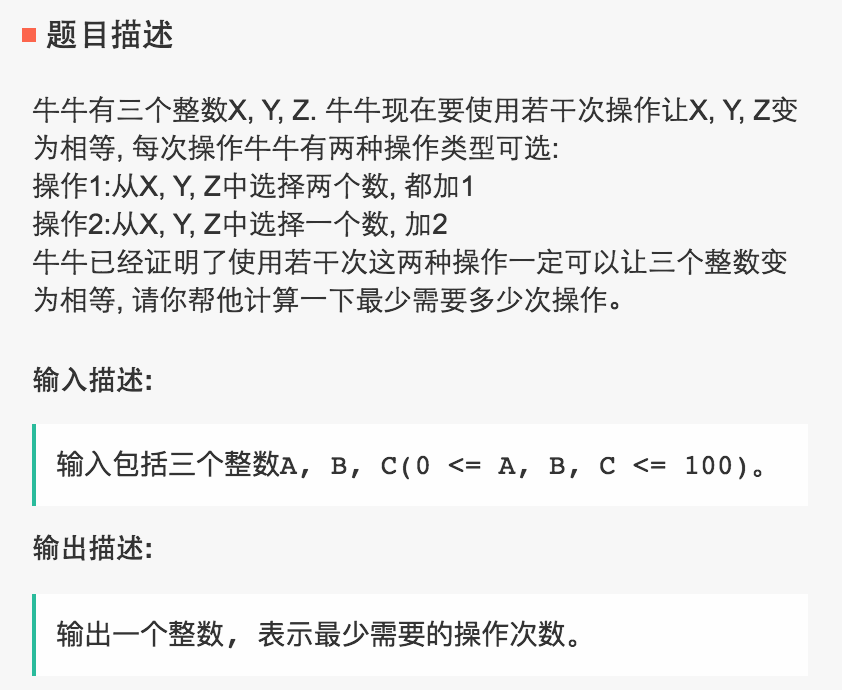 题目描述
牛牛有三个整数X, Y, Z. 牛牛现在要使用若干次操作让X, Y, Z变
为相等, 每次操作牛牛有两种操作类型可选:
操作1:从X, Y, Z中选择两个数, 都加1
操作2:从X, Y, Z中选择一个数, 加2
牛牛已经证明了使用若干次这两种操作一定可以让三个整数变
为相等, 请你帮他计算一下最少需要多少次操作。
输入描述:
输入包括三个整数A, B, C(0 <= A, B, C <= 100)。
输出描述:
输出一个整数, 表示最少需要的操作次数。